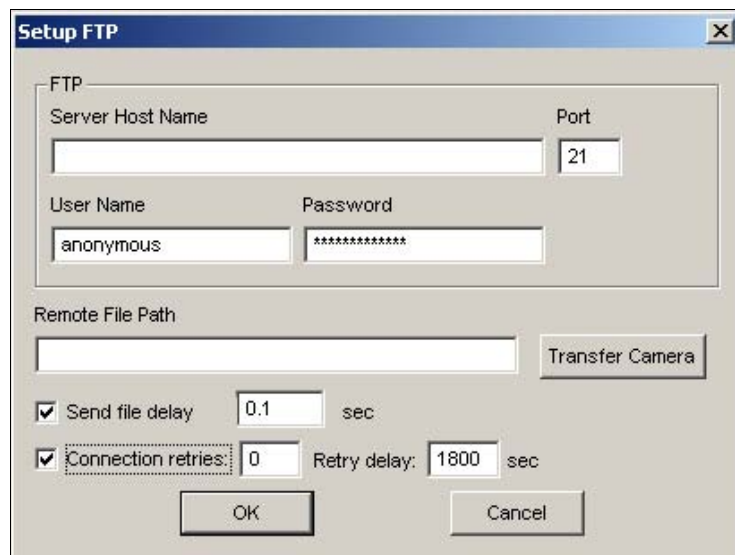 Setup FTP
FTP
Server Host Name Port
21
User Name Password
anonymous *************
Remote File Path
Transfer Camera
Send file delay 0.1 sec
Connection retries: 0 Retry delay: 1800 sec
OK Cancel